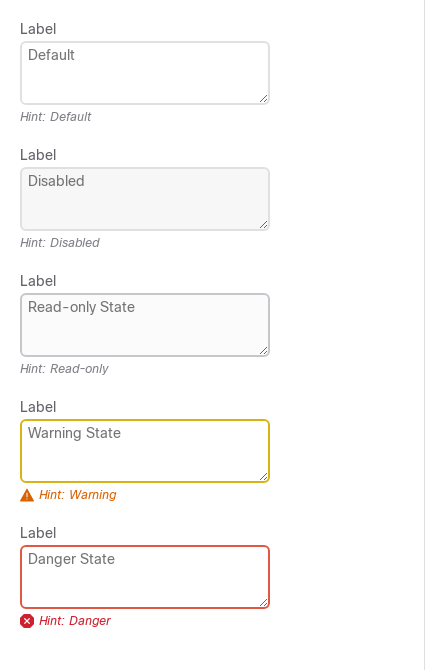 Label
Default
Hint: Default
Label
Disabled
Hint: Disabled
Label
Read-only State
Hint: Read-only
Label
Warning State
Hint: Warning
Label
Danger State
Hint: Danger